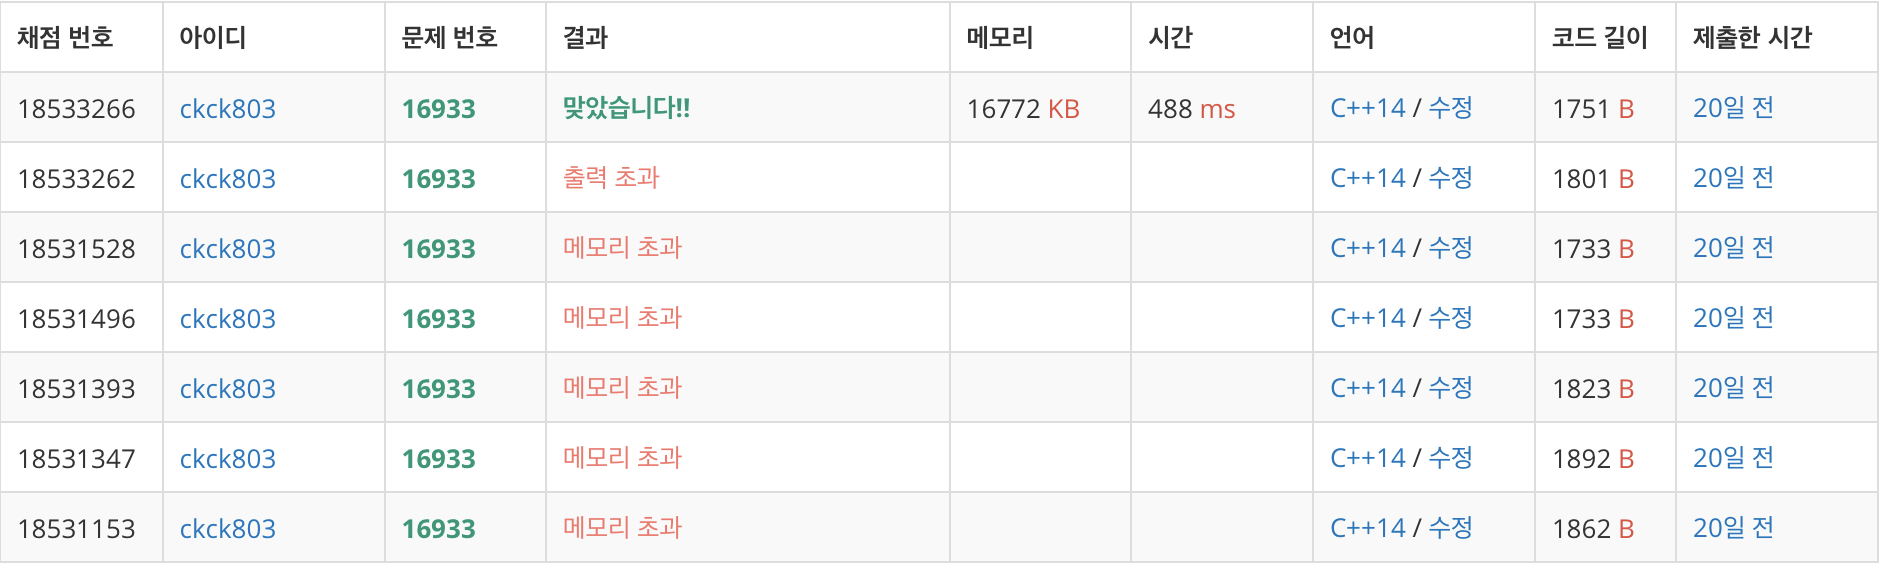 채점 번호 아이디 문제 번호 결과 메모리 시간 언어 코드 길이 제출한 시간
18533266 ckck803 16933 맞았습니다!! 16772 KB 488 ms C++14 / 수정 1751 B 20일 전
18533262 ckck803 16933 출력 초과 C++14 / 수정 1801 B 20일 전
18531528 ckck803 16933 메모리 초과 C++14 / 수정 1733 B 20일 전
18531496 ckck803 16933 메모리 초과 C++14 / 수정 1733 B 20일 전
18531393 ckck803 16933 메모리 초과 C++14 / 수정 1823 B 20일 전
18531347 ckck803 16933 메모리 초과 C++14 / 수정 1892 B 20일 전
18531153 ckck803 16933 메모리 초과 C++14 / 수정 1862 B 20일 전